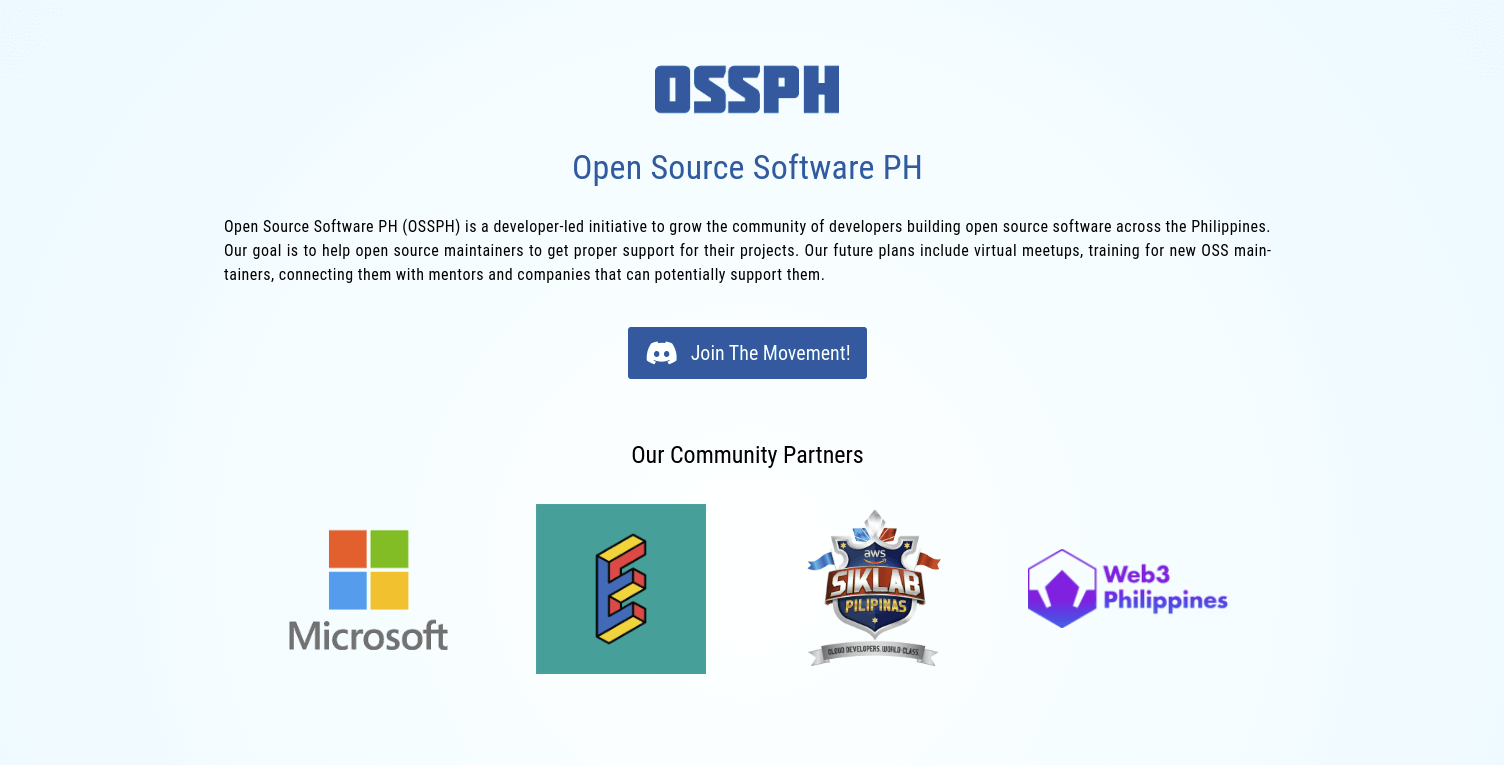 OSSPH
Open Source Software PH
Open Source Software PH (OSSPH) is a developer-led initiative to grow the community of developers building open source software across the Philippines.
Our goal is to help open source maintainers to get proper support for their projects. Our future plans include virtual meetups, training for new OSS main-
tainers, connecting them with mentors and companies that can potentially support them.
Join The Movement!
Our Community Partners
Microsoft
E
aws
SIKLAB
PILIPINAS
CLOUD DEVELOPERS. WORLD-CLASS.
Web3
Philippines